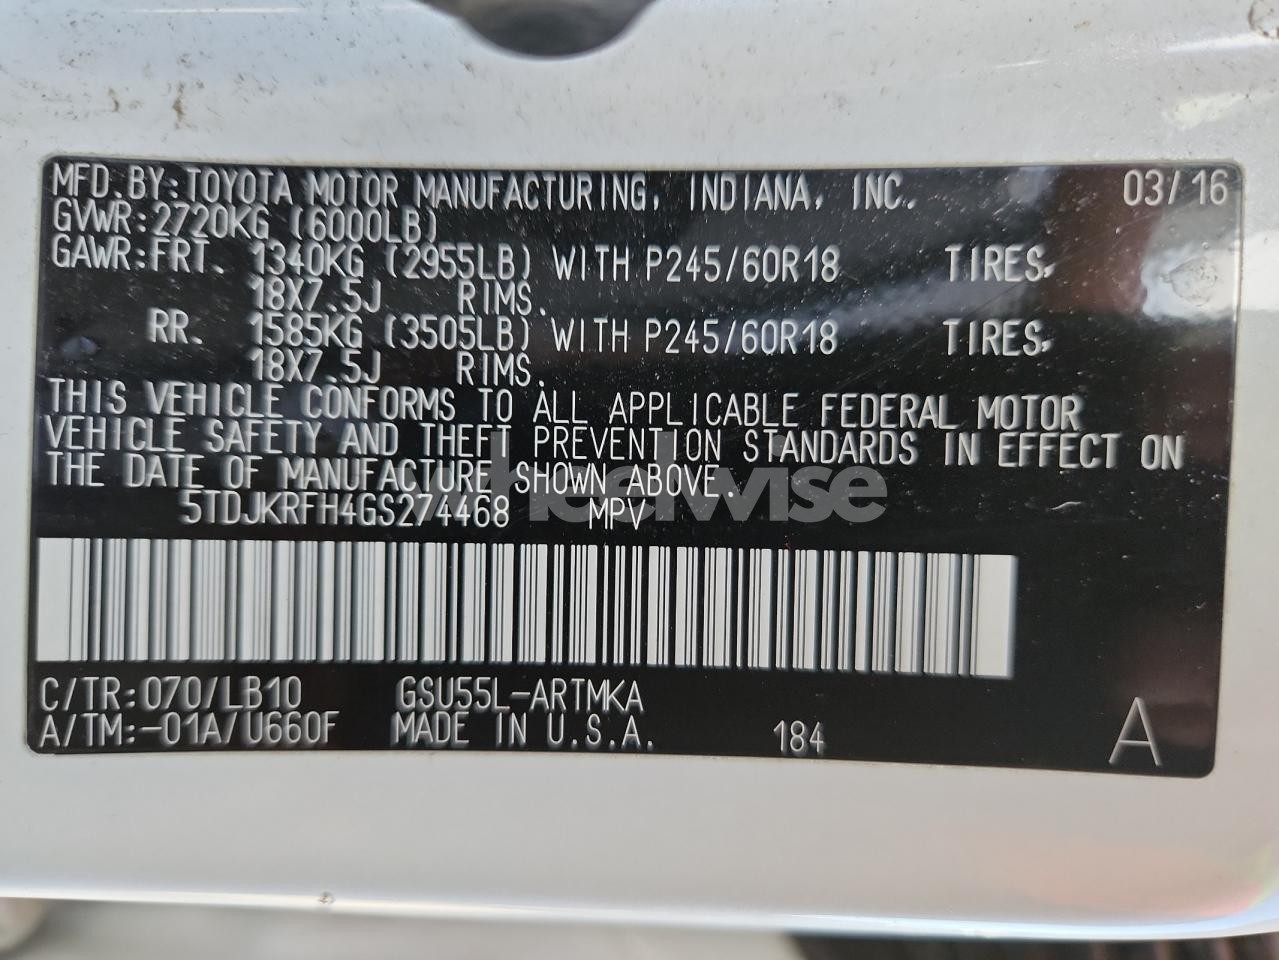 MFD.BY:TOYOTA MOTOR MANUFACTURING, INDIANA, INC. 03/16
GVWR:2720KG (6000LB)
GAWR:FRT. 1340KG (2955LB) WITH P245/60R18 TIRES,
18X7.5J RIMS.
RR. 1585KG (3505LB) WITH P245/60R18 TIRES,
18X7.5J RIMS.
THIS VEHICLE CONFORMS TO ALL APPLICABLE FEDERAL MOTOR
VEHICLE SAFETY AND THEFT PREVENTION STANDARDS IN EFFECT ON
THE DATE OF MANUFACTURE SHOWN ABOVE.
wheelwise
5TDJKRFH4GS274468 MPV
C/TR:070/LB10 GSU55L-ARTMKA
A/TM:-01A/U660F MADE IN U.S.A. 184 A